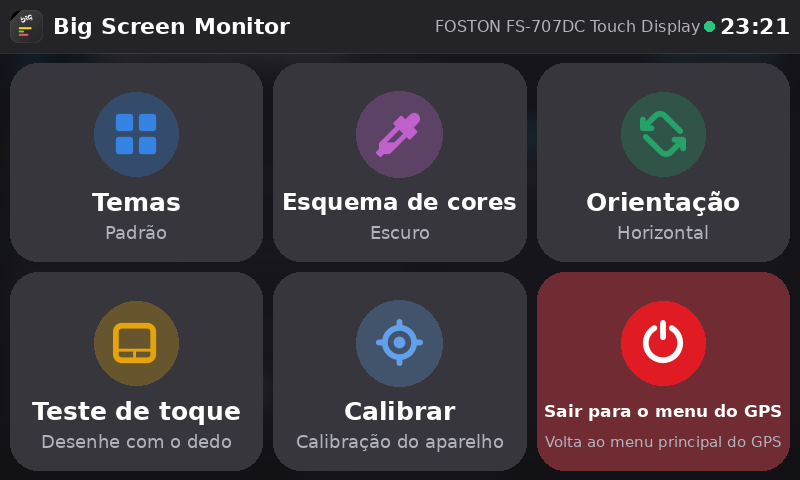 BIG
Big Screen Monitor
FOSTON FS-707DC Touch Display
23:21
Temas
Padrão
Esquema de cores
Escuro
Orientação
Horizontal
Teste de toque
Desenhe com o dedo
Calibrar
Calibração do aparelho
Sair para o menu do GPS
Volta ao menu principal do GPS